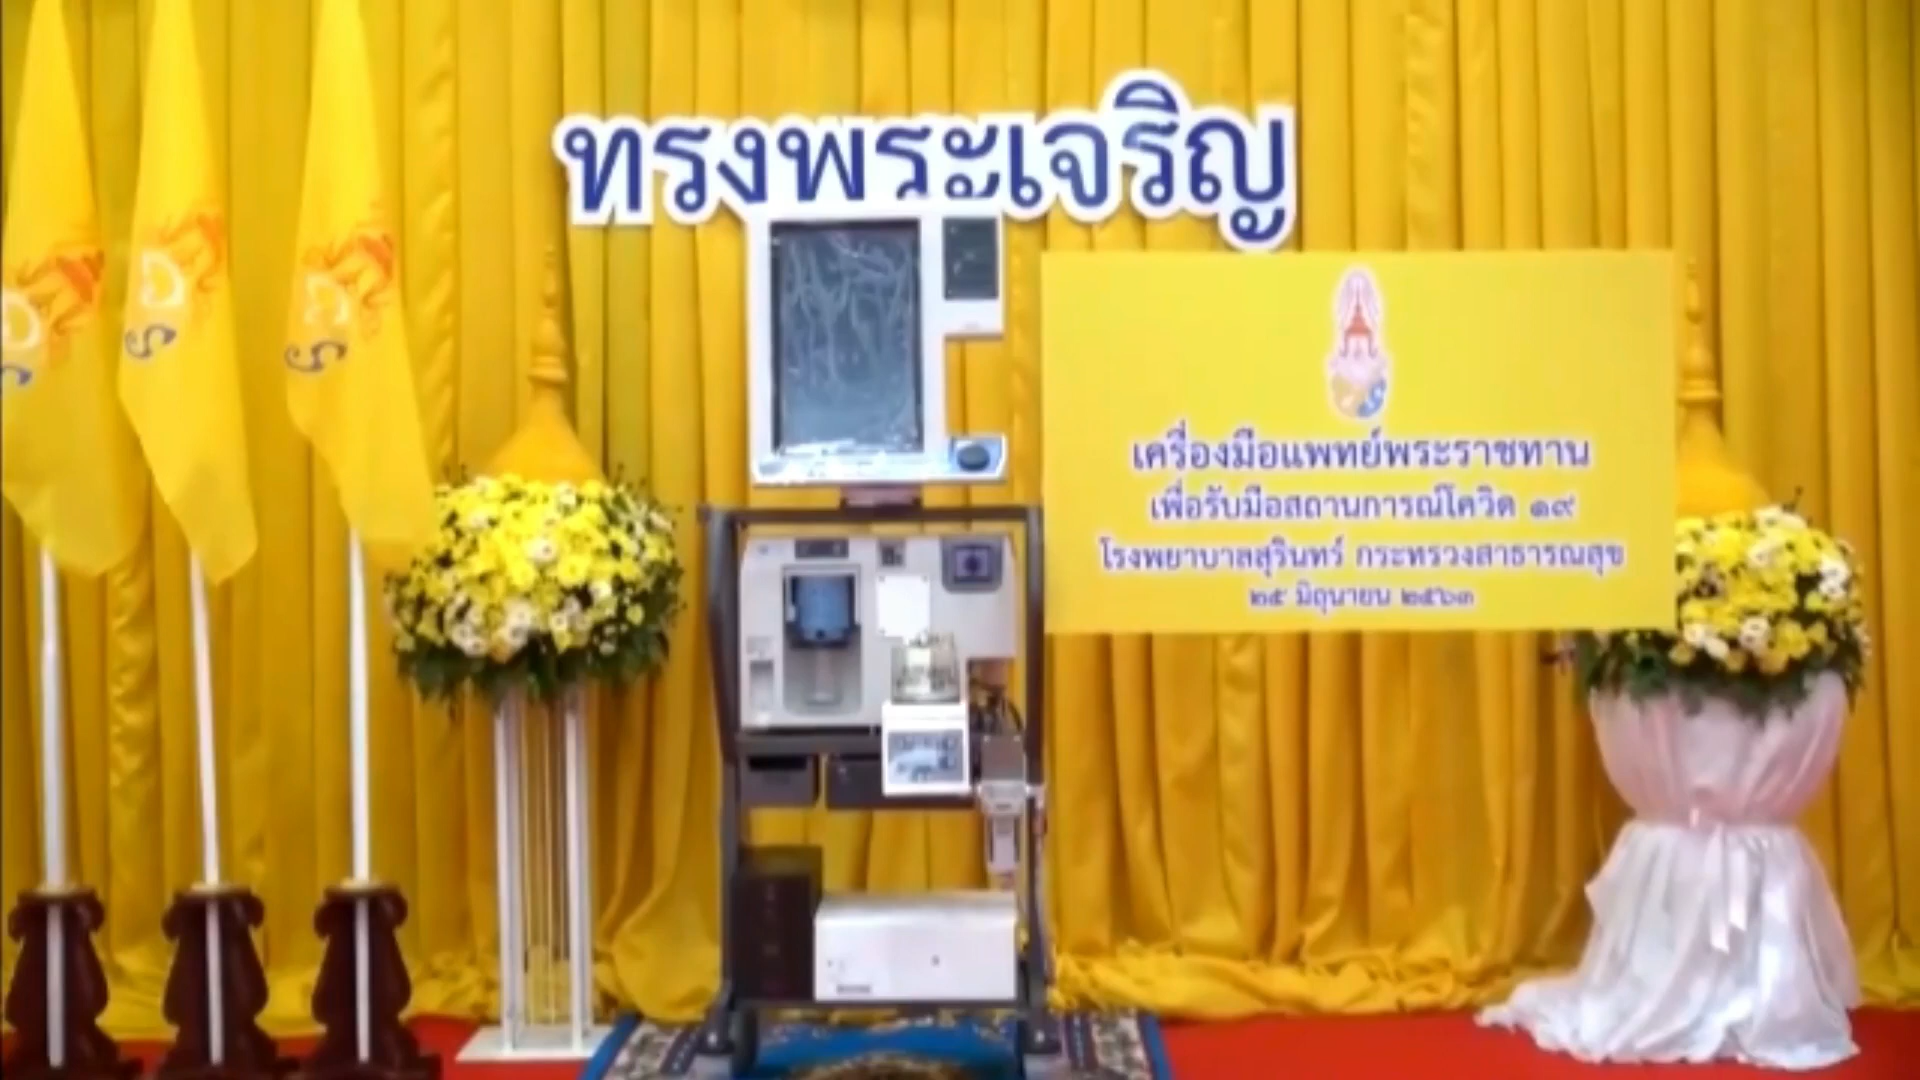 ทรงพระเจริญ
เครื่องมือแพทย์พระราชทาน
เพื่อรับมือสถานการณ์โควิด ๑๙
โรงพยาบาลสุรินทร์ กระทรวงสาธารณสุข
๒๕ มิถุนายน ๒๕๖๓